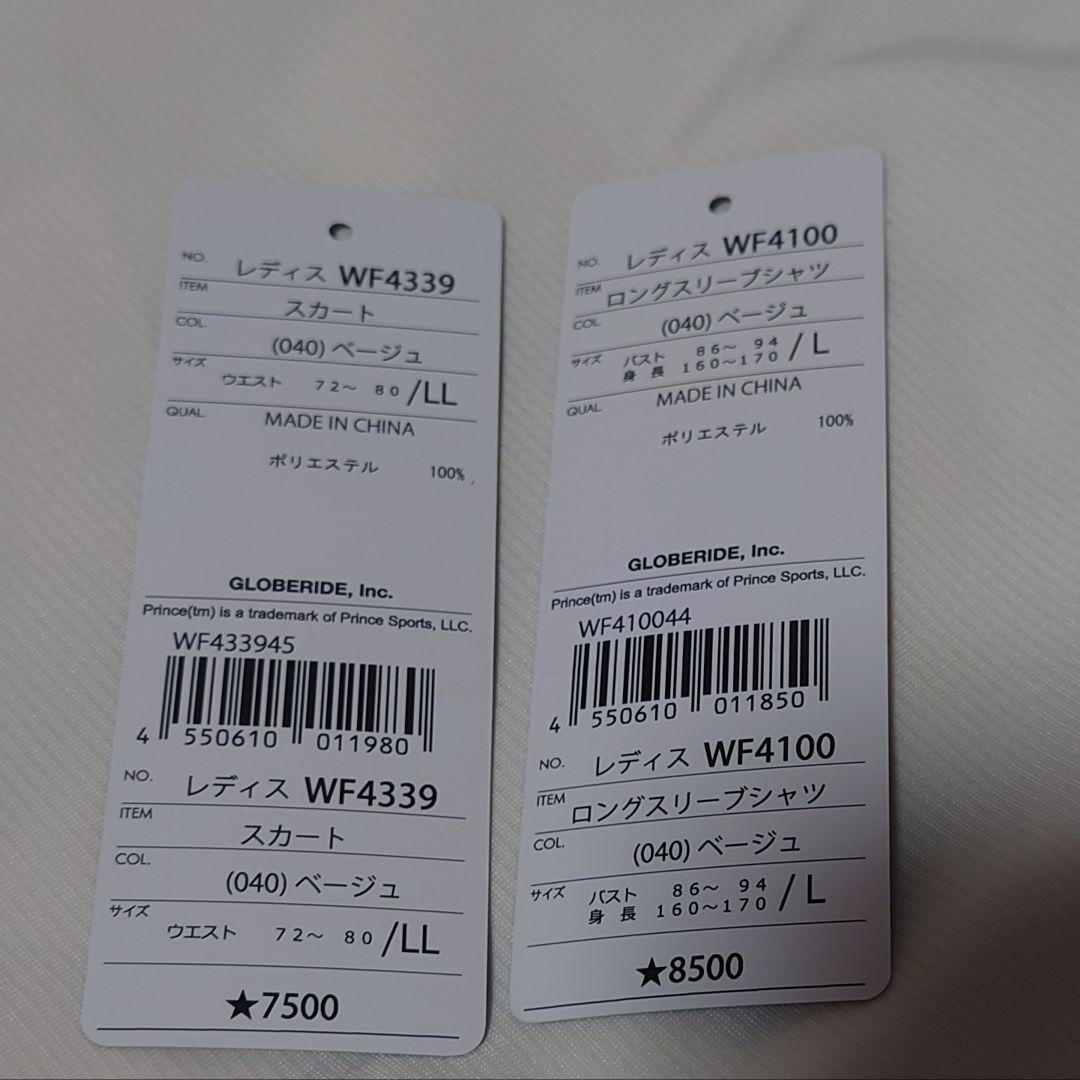 NO. レディス WF4339
ITEM スカート
COL. (040) ベージュ
サイズ ウエスト 72～ 80 /LL
QUAL. MADE IN CHINA
ポリエステル 100%
GLOBERIDE, Inc.
Prince(tm) is a trademark of Prince Sports, LLC.
WF433945
4 550610 011980
NO. レディス WF4339
ITEM スカート
COL. (040) ベージュ
サイズ ウエスト 72～ 80 /LL
★7500
NO. レディス WF4100
ITEM ロングスリーブシャツ
COL. (040) ベージュ
サイズ バスト 86～ 94 /L
身 長 160～170
QUAL. MADE IN CHINA
ポリエステル 100%
GLOBERIDE, Inc.
Prince(tm) is a trademark of Prince Sports, LLC.
WF410044
4 550610 011850
NO. レディス WF4100
ITEM ロングスリーブシャツ
COL. (040) ベージュ
サイズ バスト 86～ 94 /L
身 長 160～170
★8500